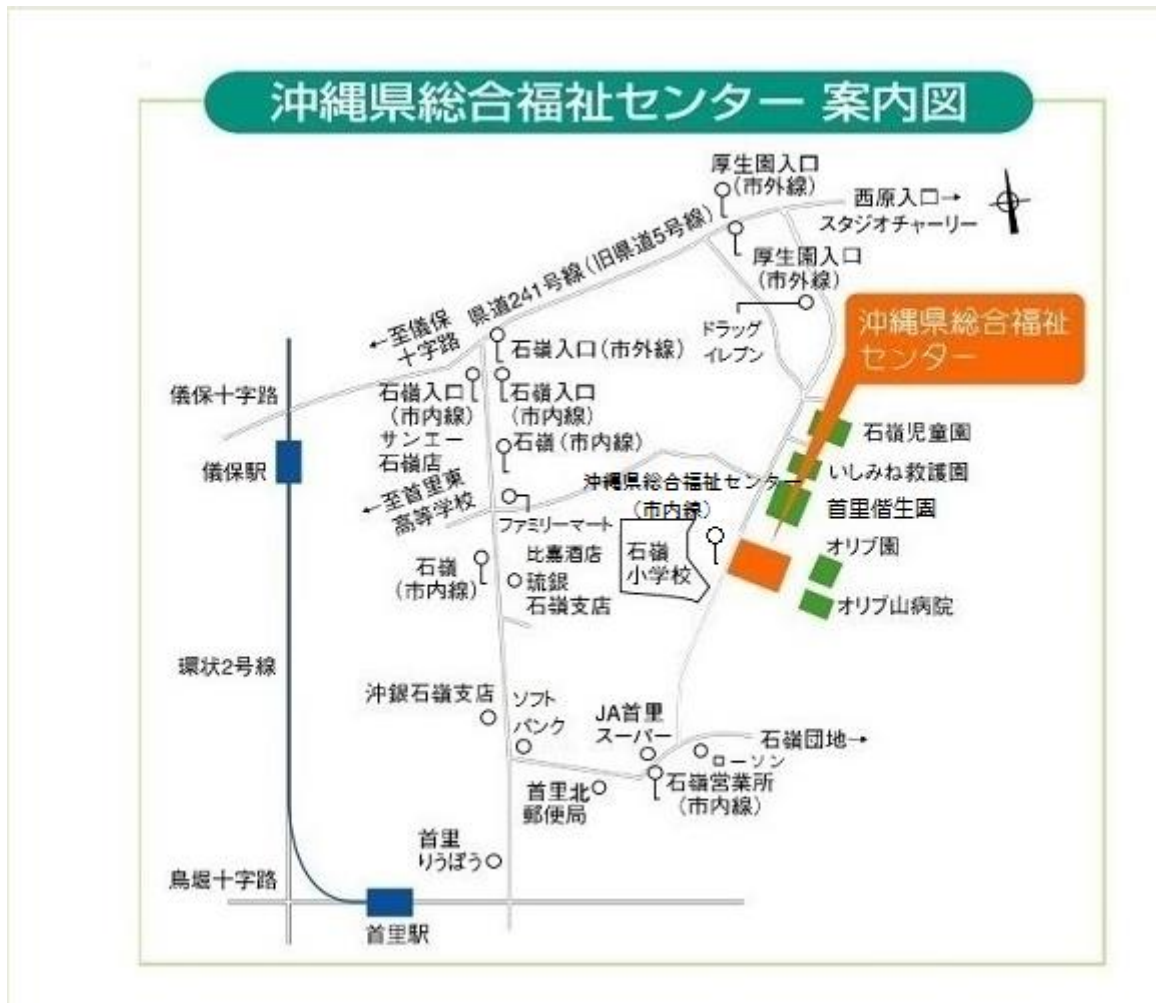 沖縄県総合福祉センター 案内図
厚生園入口
(市外線)
西原入口→
スタジオチャーリー
県道241号線(旧県道5号線)
厚生園入口
(市外線)
←至儀保
十字路
ドラッグ
イレブン
沖縄県総合福祉
センター
石嶺入口(市外線)
儀保十字路
石嶺入口
(市内線)
石嶺入口
(市内線)
サンエー
石嶺店
石嶺(市内線)
石嶺児童園
儀保駅
いしみね救護園
沖縄県総合福祉センター
(市内線)
←至首里東
高等学校
首里偕生園
ファミリーマート
比嘉酒店
石嶺
小学校
オリブ園
石嶺
(市内線)
琉銀
石嶺支店
オリブ山病院
環状2号線
沖銀石嶺支店
ソフト
バンク
JA首里
スーパー
石嶺団地→
ローソン
首里北
郵便局
石嶺営業所
(市内線)
首里
りうぼう
鳥堀十字路
首里駅